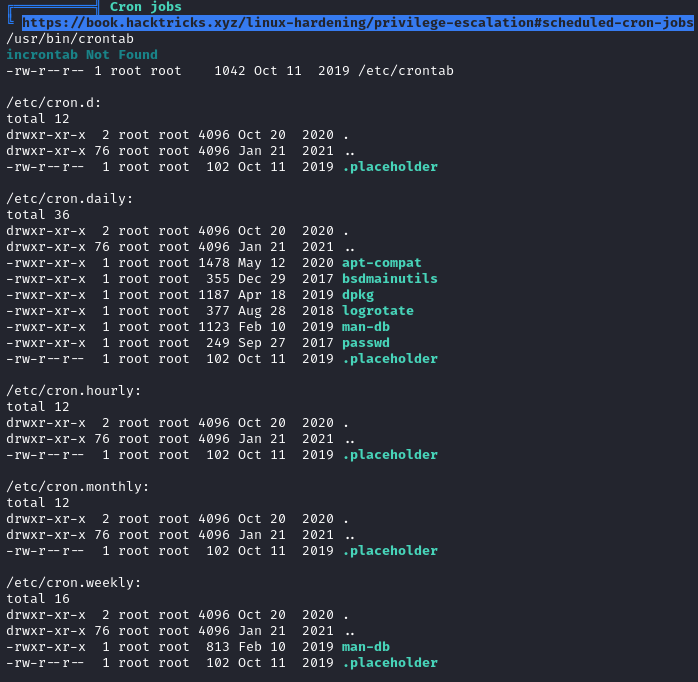 ╔══════════╣ Cron jobs
╚ https://book.hacktricks.xyz/linux-hardening/privilege-escalation#scheduled-cron-jobs
/usr/bin/crontab
incrontab Not Found
-rw-r--r-- 1 root root    1042 Oct 11  2019 /etc/crontab

/etc/cron.d:
total 12
drwxr-xr-x  2 root root 4096 Oct 20  2020 .
drwxr-xr-x 76 root root 4096 Jan 21  2021 ..
-rw-r--r--  1 root root  102 Oct 11  2019 .placeholder

/etc/cron.daily:
total 36
drwxr-xr-x  2 root root 4096 Oct 20  2020 .
drwxr-xr-x 76 root root 4096 Jan 21  2021 ..
-rwxr-xr-x  1 root root 1478 May 12  2020 apt-compat
-rwxr-xr-x  1 root root  355 Dec 29  2017 bsdmainutils
-rwxr-xr-x  1 root root 1187 Apr 18  2019 dpkg
-rwxr-xr-x  1 root root  377 Aug 28  2018 logrotate
-rwxr-xr-x  1 root root 1123 Feb 10  2019 man-db
-rwxr-xr-x  1 root root  249 Sep 27  2017 passwd
-rw-r--r--  1 root root  102 Oct 11  2019 .placeholder

/etc/cron.hourly:
total 12
drwxr-xr-x  2 root root 4096 Oct 20  2020 .
drwxr-xr-x 76 root root 4096 Jan 21  2021 ..
-rw-r--r--  1 root root  102 Oct 11  2019 .placeholder

/etc/cron.monthly:
total 12
drwxr-xr-x  2 root root 4096 Oct 20  2020 .
drwxr-xr-x 76 root root 4096 Jan 21  2021 ..
-rw-r--r--  1 root root  102 Oct 11  2019 .placeholder

/etc/cron.weekly:
total 16
drwxr-xr-x  2 root root 4096 Oct 20  2020 .
drwxr-xr-x 76 root root 4096 Jan 21  2021 ..
-rwxr-xr-x  1 root root  813 Feb 10  2019 man-db
-rw-r--r--  1 root root  102 Oct 11  2019 .placeholder